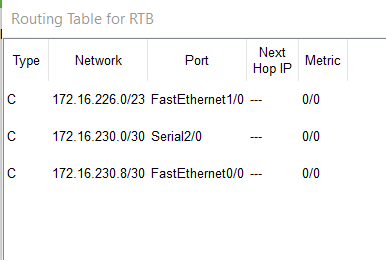 Routing Table for RTB
Type Network Port Next Hop IP Metric
C 172.16.226.0/23 FastEthernet1/0 --- 0/0
C 172.16.230.0/30 Serial2/0 --- 0/0
C 172.16.230.8/30 FastEthernet0/0 --- 0/0